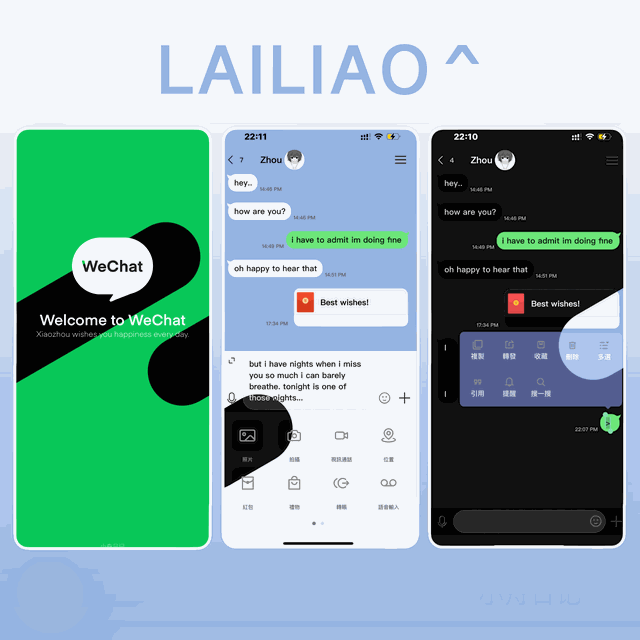 LAILIAO ^
WeChat
Welcome to WeChat
Xiaozhou wishes you happiness every day.
22:11
7
Zhou
hey..
14:46 PM
how are you?
14:46 PM
14:48 PM
i have to admit im doing fine
oh happy to hear that
14:51 PM
Best wishes!
17:34 PM
but i have nights when i miss
you so much i can barely
breathe. tonight is one of
those nights...
照片
拍攝
視訊通話
位置
紅包
禮物
轉帳
語音輸入
22:10
4
Zhou
hey..
14:46 PM
how are you?
14:46 PM
14:49 PM
i have to admit im doing fine
oh happy to hear that
14:51 PM
Best wishes!
17:34 PM
複製
轉發
收藏
刪除
多選
引用
提醒
搜一搜
22:07 PM